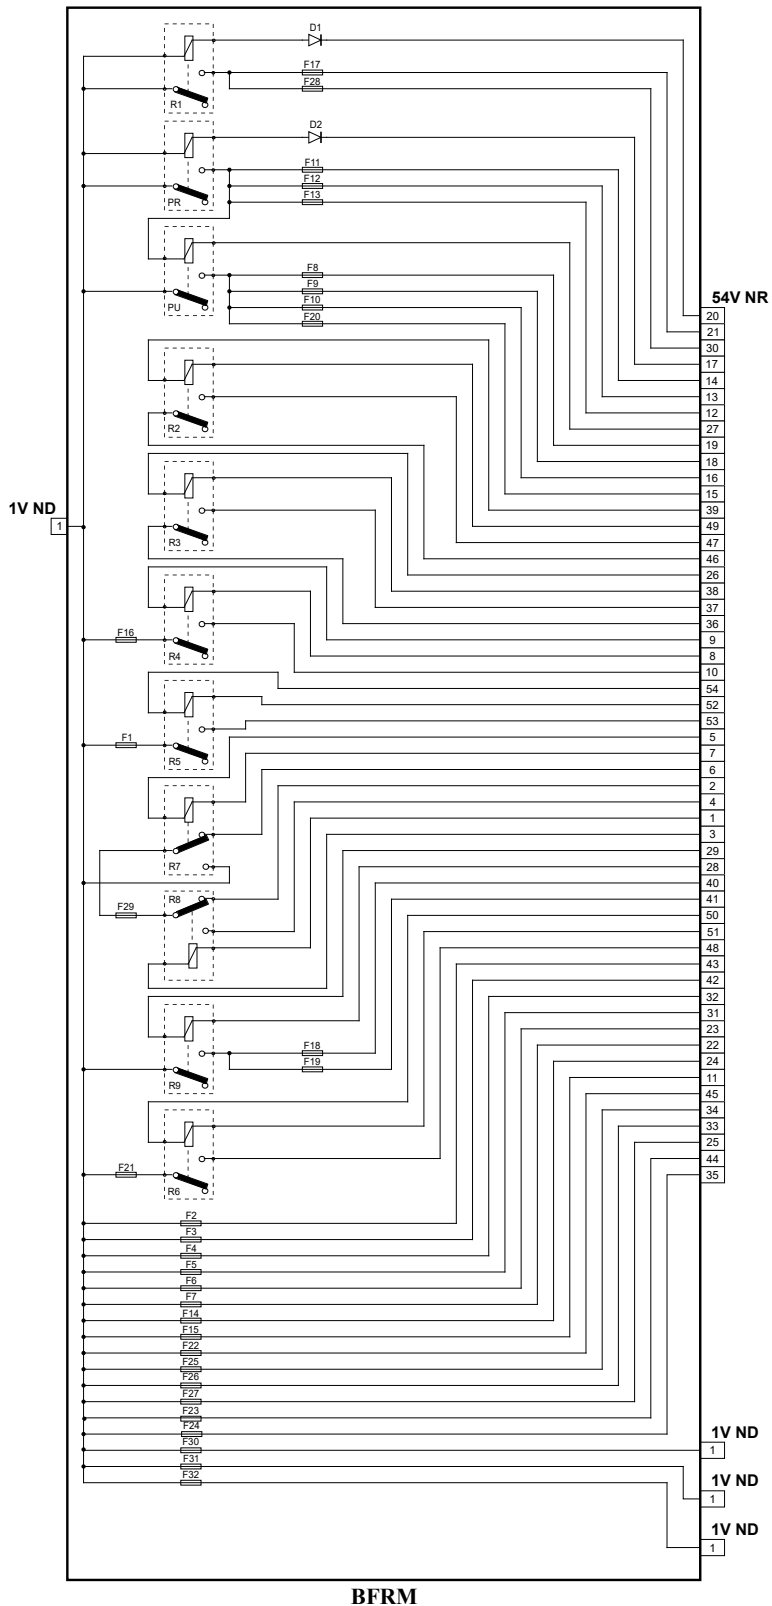 D1
F17
F28
R1
D2
F11
F12
F13
PR
F8
F9
F10
F20
PU
54V NR
20
21
30
17
14
13
12
27
19
18
16
15
39
49
47
46
26
38
37
36
9
8
10
54
52
53
5
7
6
2
4
1
3
29
28
40
41
50
51
48
43
42
32
31
23
22
24
11
45
34
33
25
44
35
R2
1V ND
1
R3
F16
R4
F1
R5
R7
R8
F29
F18
F19
R9
F21
R6
F2
F3
F4
F5
F6
F7
F14
F15
F22
F25
F26
F27
F23
F24
F30
F31
F32
1V ND
1
1V ND
1
1V ND
1
BFRM